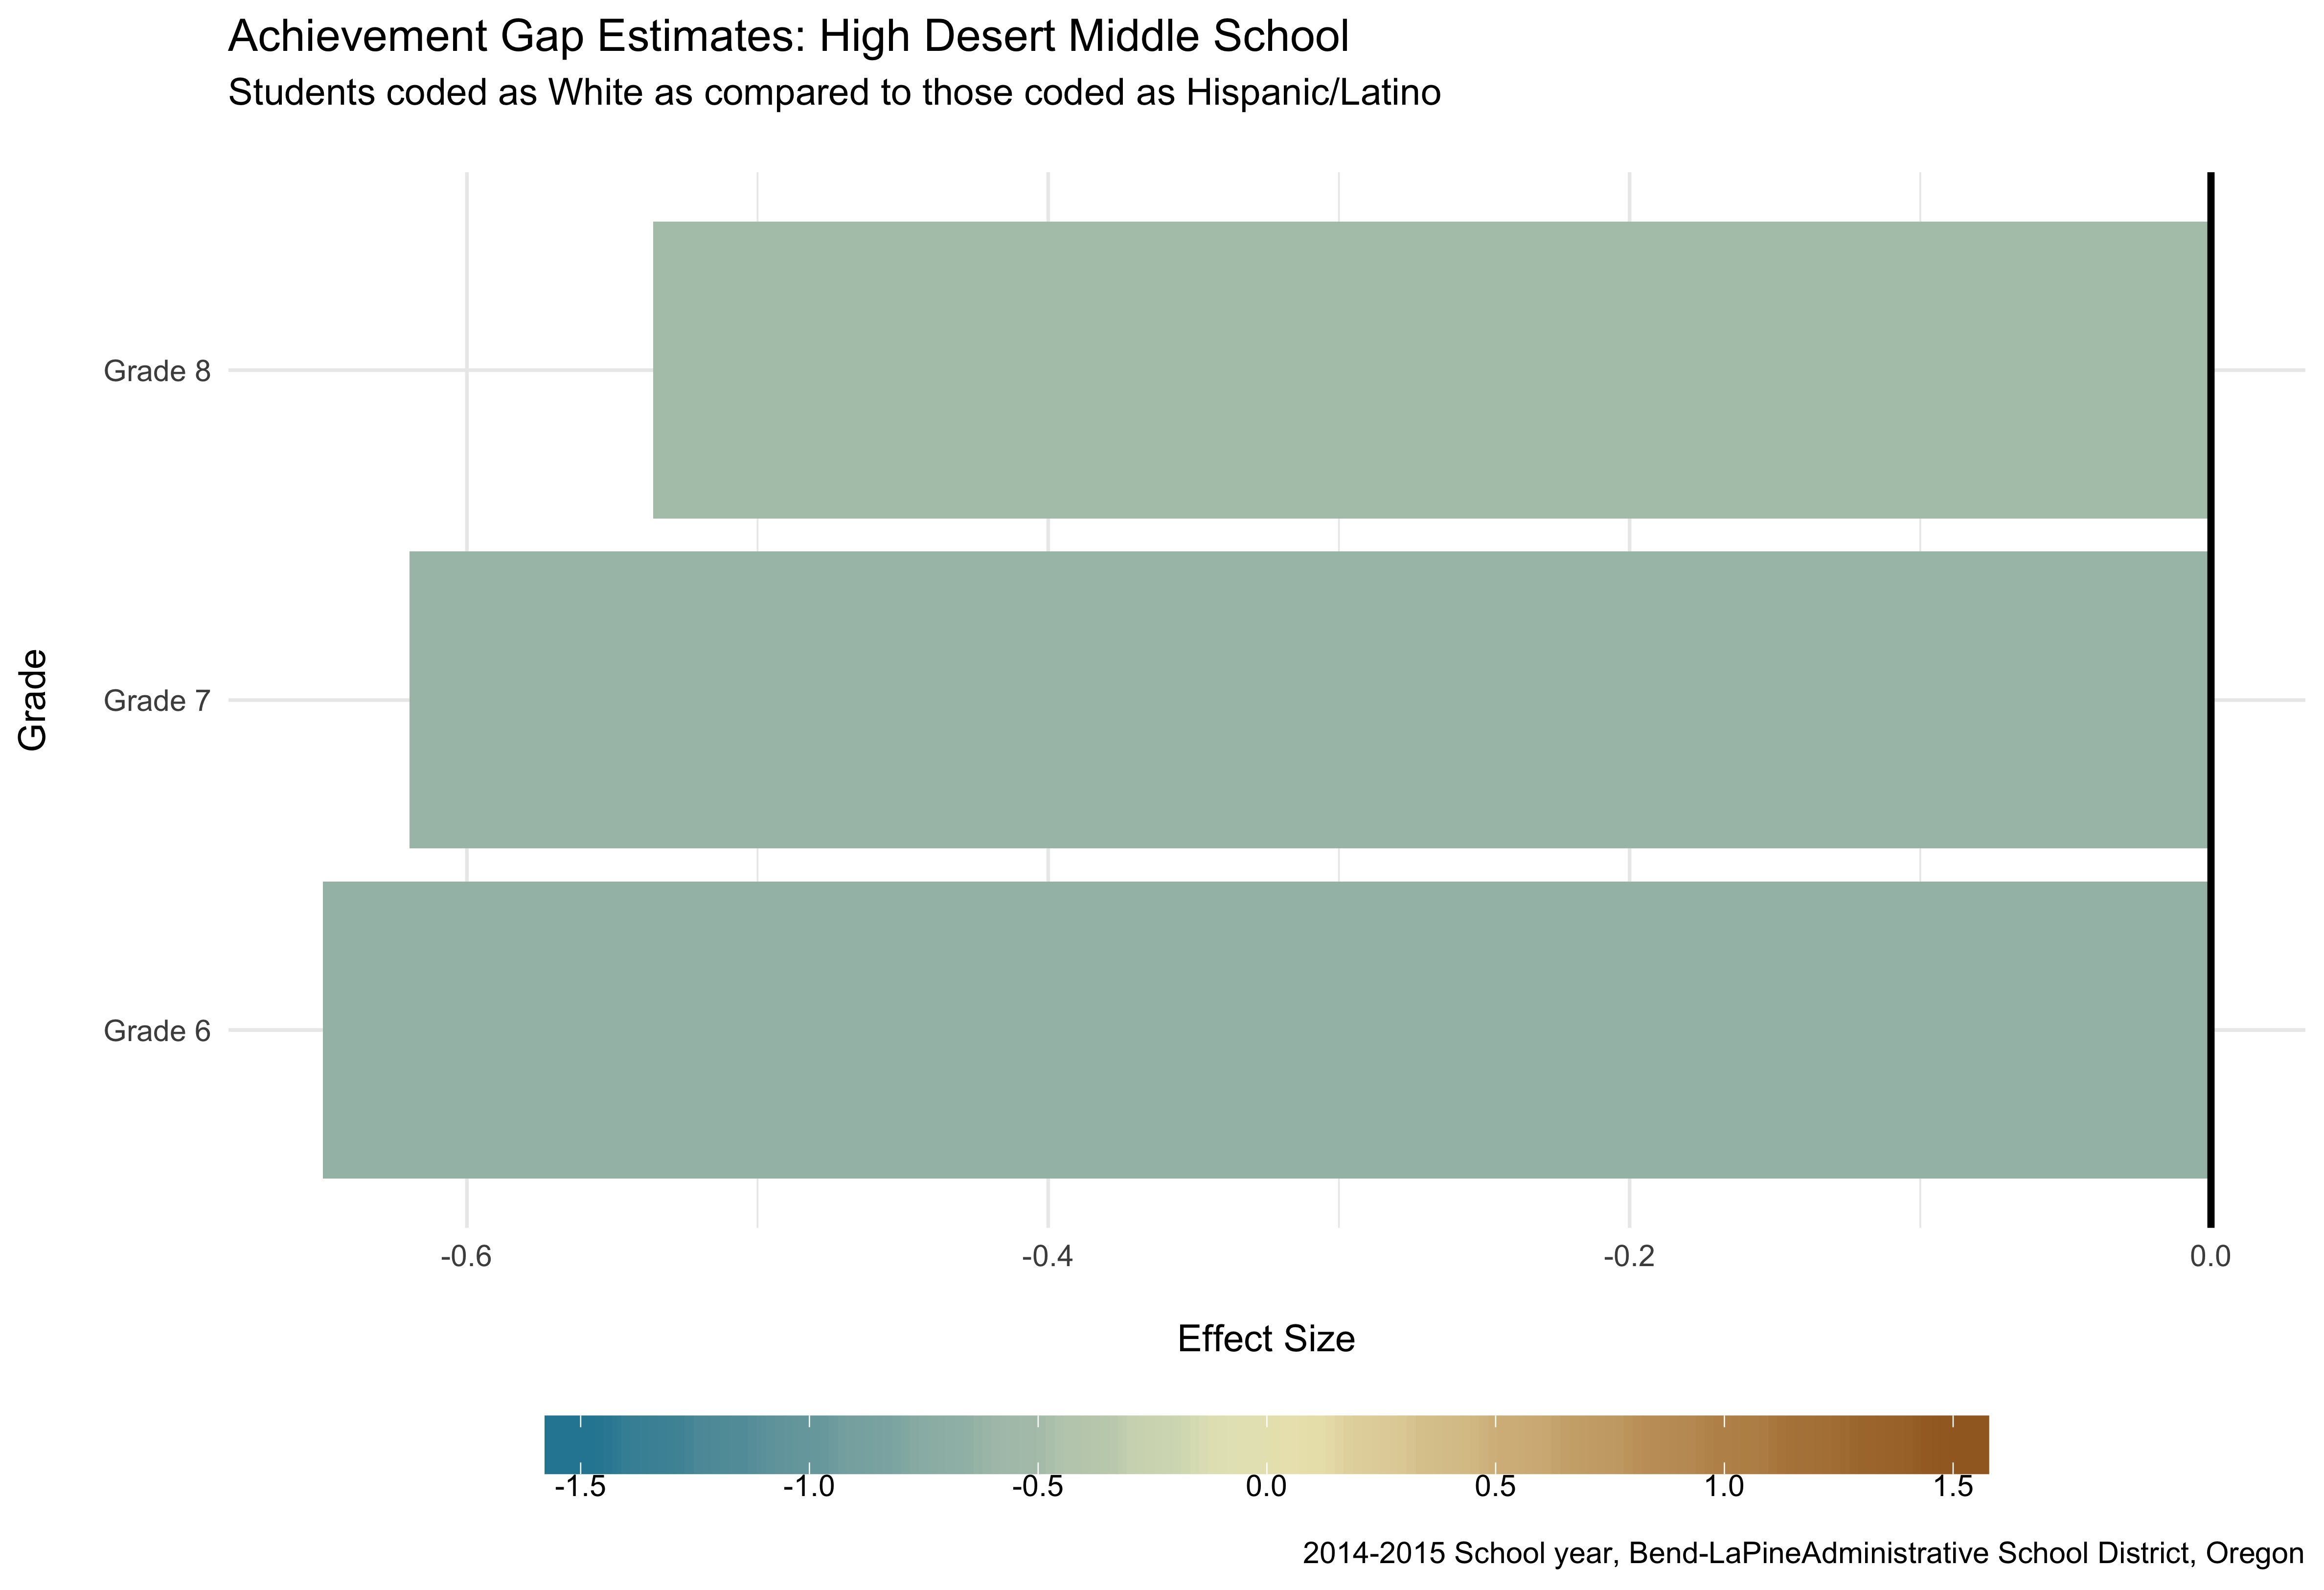 Achievement Gap Estimates: High Desert Middle School
Students coded as White as compared to those coded as Hispanic/Latino
Grade
Grade 8
Grade 7
Grade 6
-0.6 -0.4 -0.2 0.0
Effect Size
-1.5 -1.0 -0.5 0.0 0.5 1.0 1.5
2014-2015 School year, Bend-LaPineAdministrative School District, Oregon